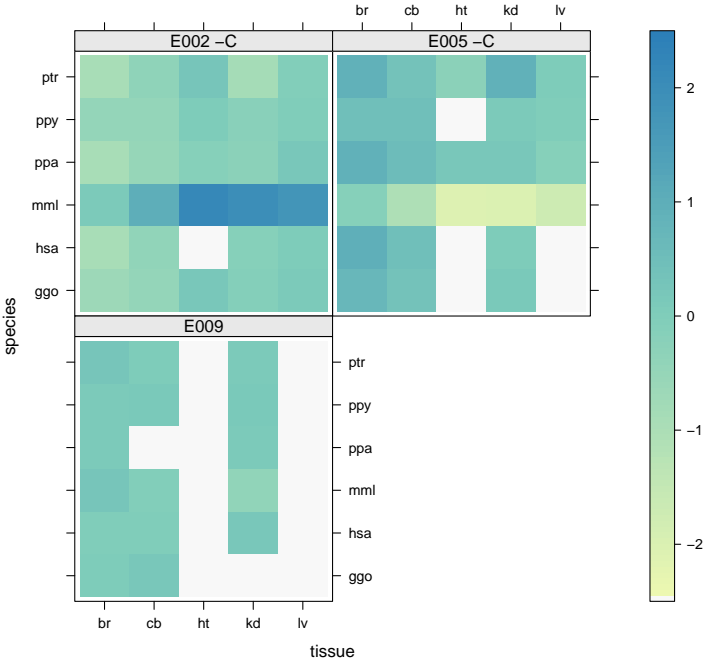 br cb ht kd lv
E002 −C E005 −C
ptr
ppy
ppa
mml
hsa
ggo
species
E009
ptr
ppy
ppa
mml
hsa
ggo
br cb ht kd lv
tissue
2
1
0
−1
−2